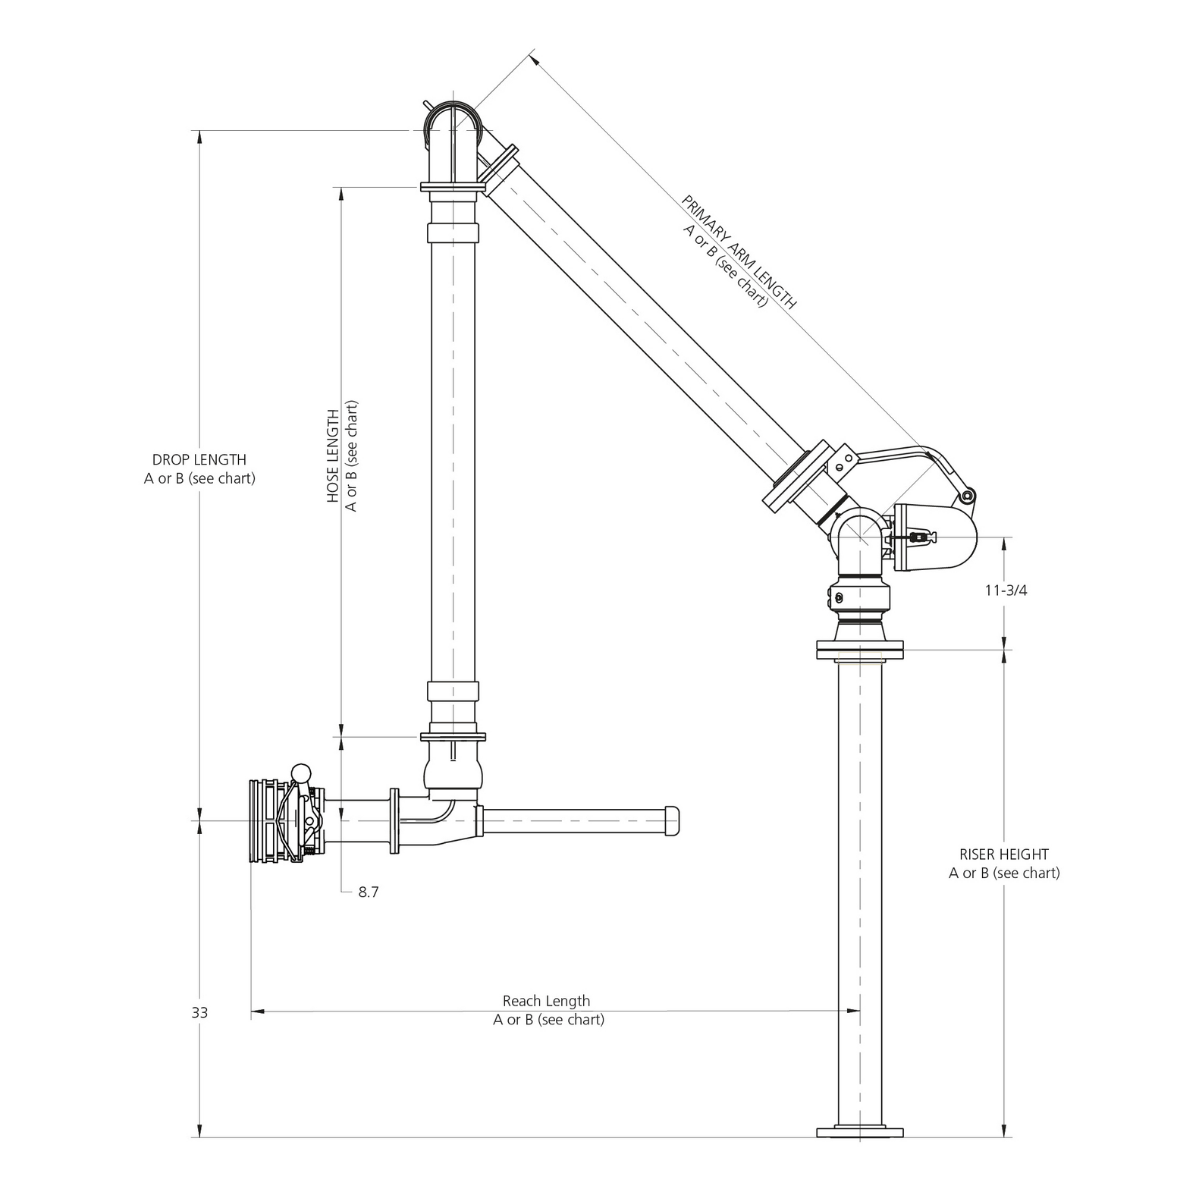 PRIMARY ARM LENGTH
A or B (see chart)
DROP LENGTH
A or B (see chart)
HOSE LENGTH
A or B (see chart)
11-3/4
RISER HEIGHT
A or B (see chart)
8.7
Reach Length
A or B (see chart)
33